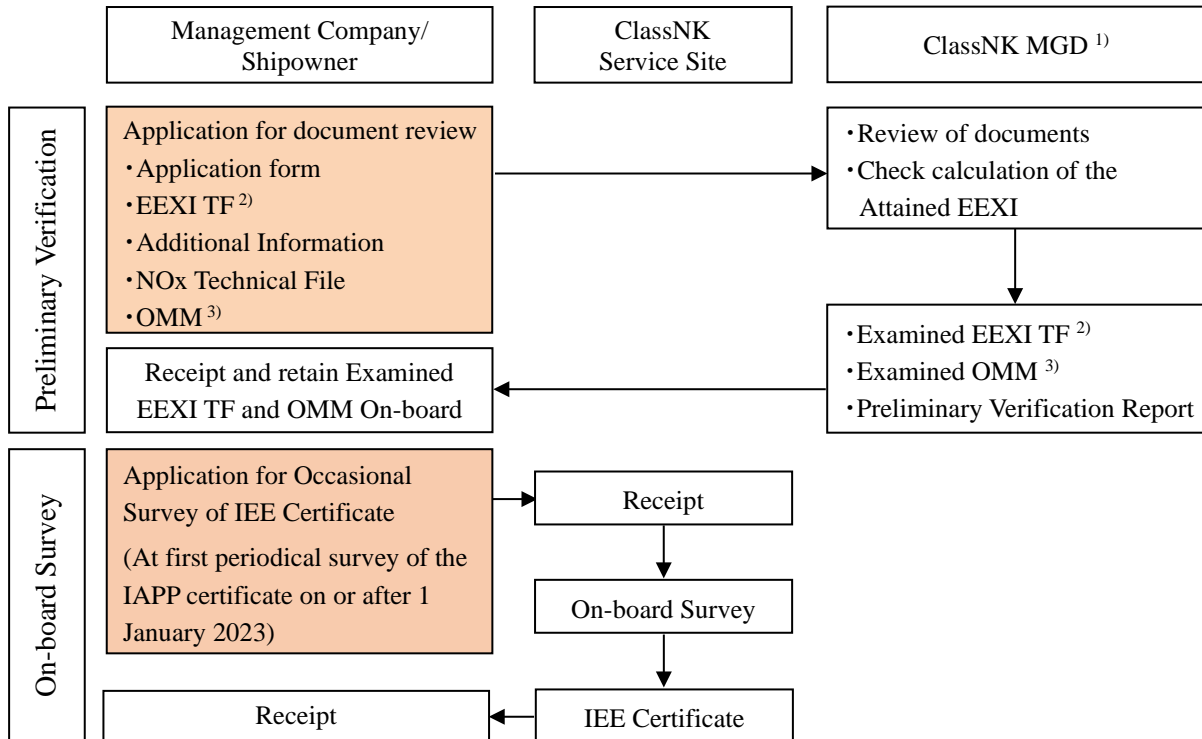 Management Company/
Shipowner
ClassNK
Service Site
ClassNK MGD 1)
Preliminary Verification
Application for document review
・Application form
・EEXI TF 2)
・Additional Information
・NOx Technical File
・OMM 3)
・Review of documents
・Check calculation of the
Attained EEXI
・Examined EEXI TF 2)
・Examined OMM 3)
・Preliminary Verification Report
Receipt and retain Examined
EEXI TF and OMM On-board
On-board Survey
Application for Occasional
Survey of IEE Certificate
(At first periodical survey of the
IAPP certificate on or after 1
January 2023)
Receipt
On-board Survey
IEE Certificate
Receipt